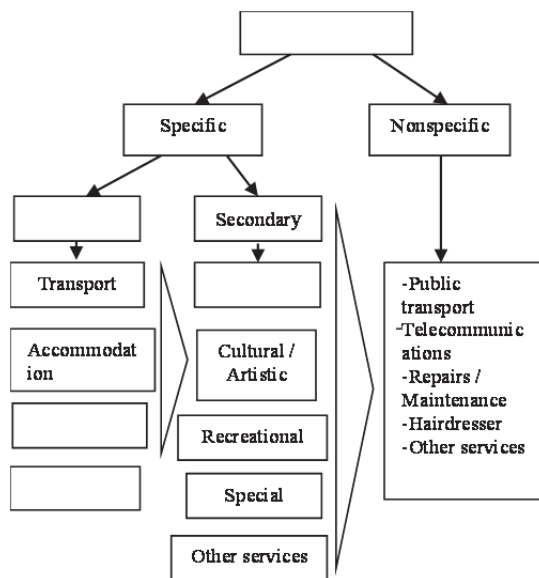 Specific
Nonspecific
Secondary
Transport
Accommodat
ion
Cultural /
Artistic
Recreational
Special
Other services
-Public
transport
-Telecommunic
ations
-Repairs /
Maintenance
-Hairdresser
-Other services